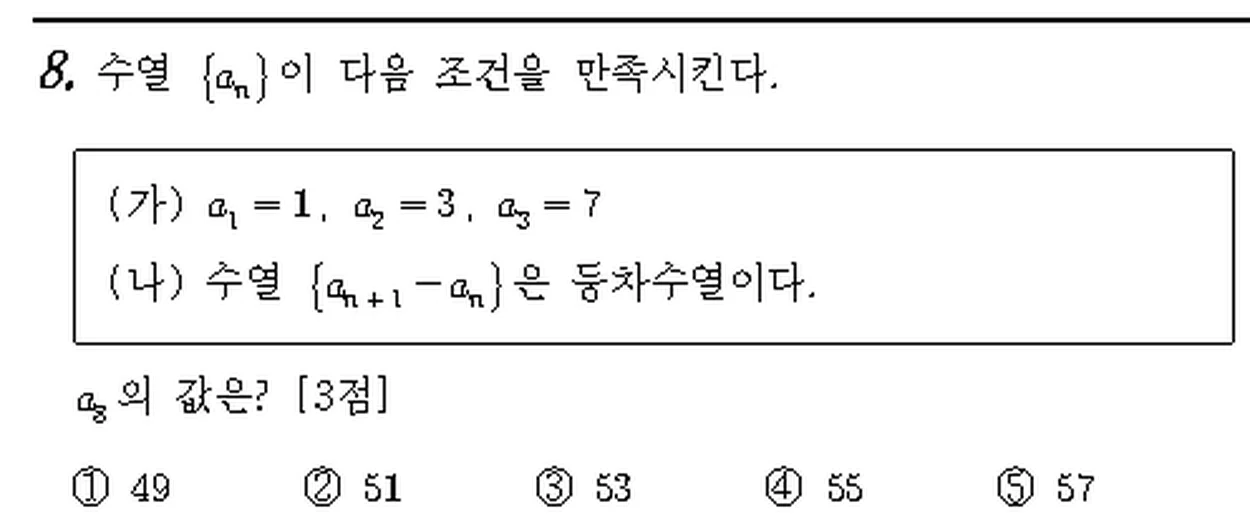 8. 수열 {aₙ}이 다음 조건을 만족시킨다.
(가) a₁ = 1, a₂ = 3, a₃ = 7
(나) 수열 {aₙ₊₁ − aₙ}은 등차수열이다.
a₈의 값은? [3점]
① 49 ② 51 ③ 53 ④ 55 ⑤ 57